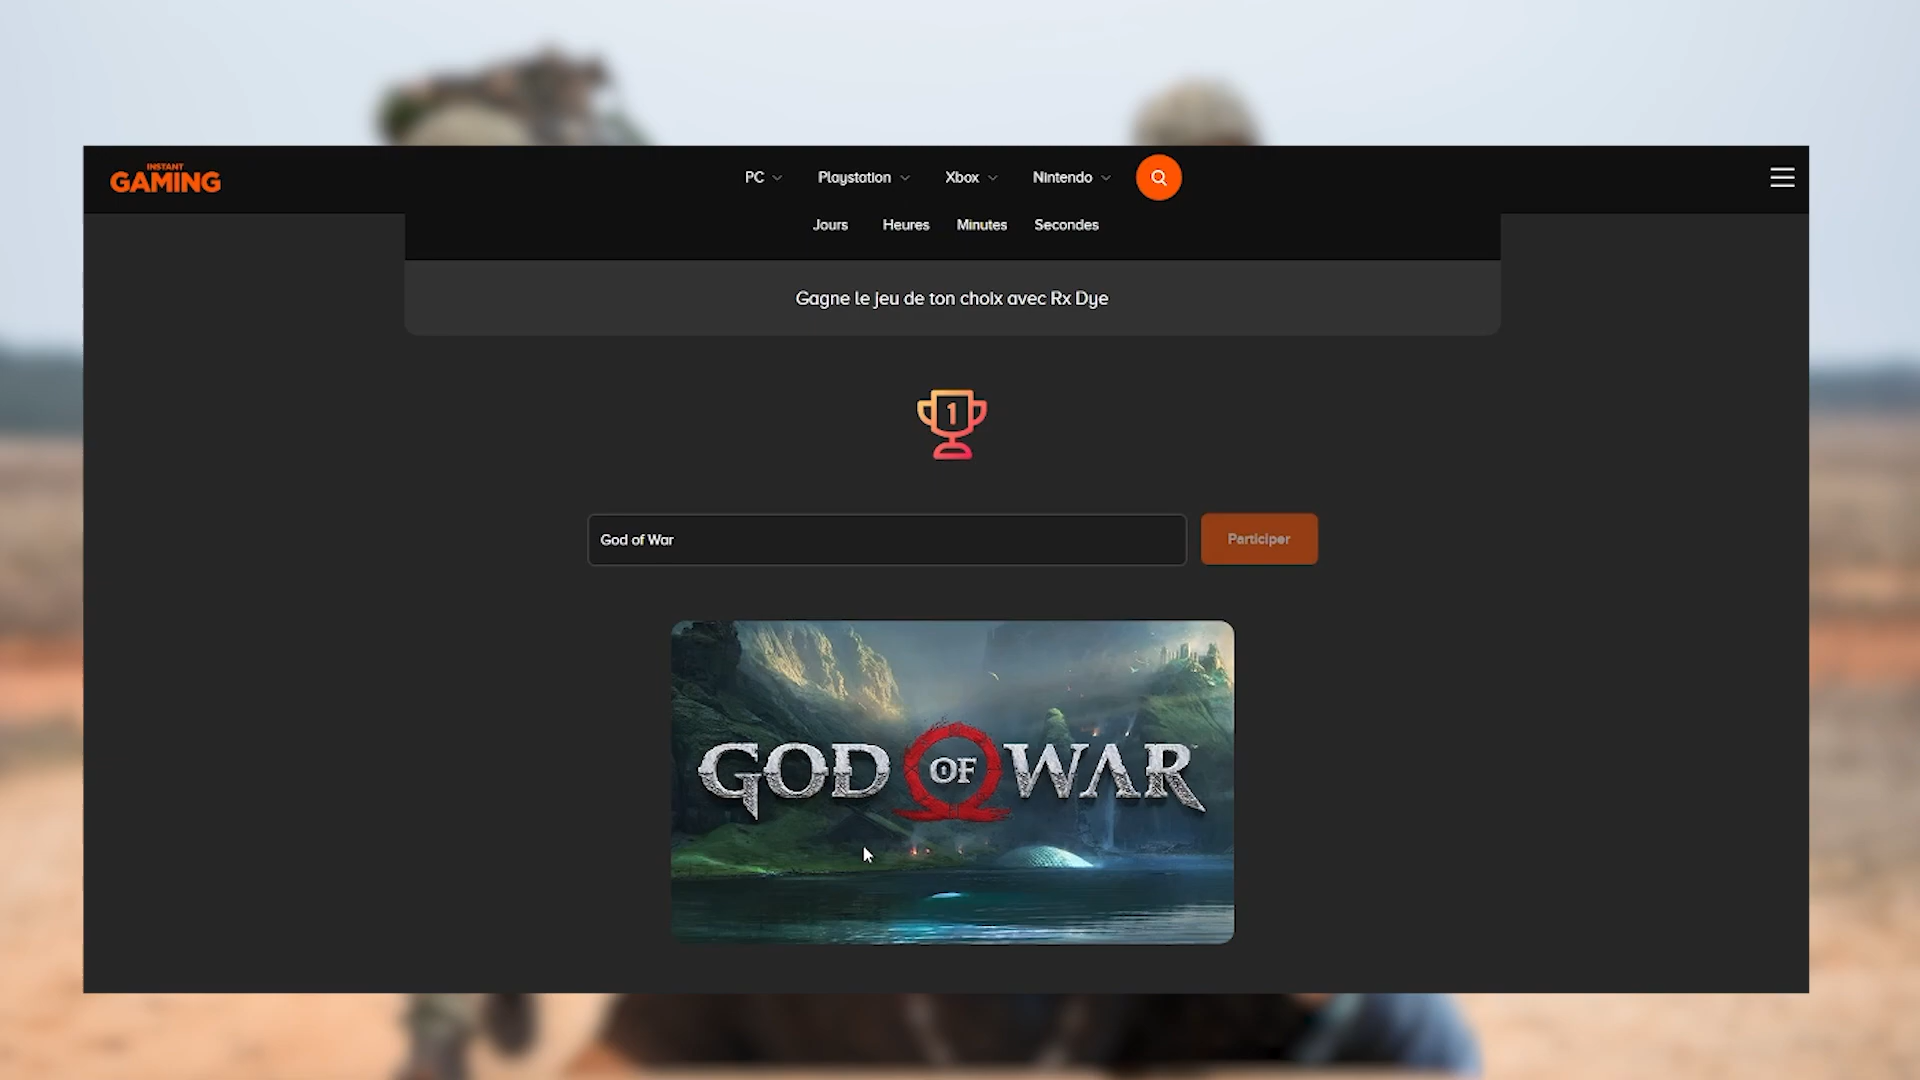 INSTANT
GAMING
PC
Playstation
Xbox
Nintendo
Jours Heures Minutes Secondes
Gagne le jeu de ton choix avec Rx Dye
1
God of War
Participer
GOD OF WAR